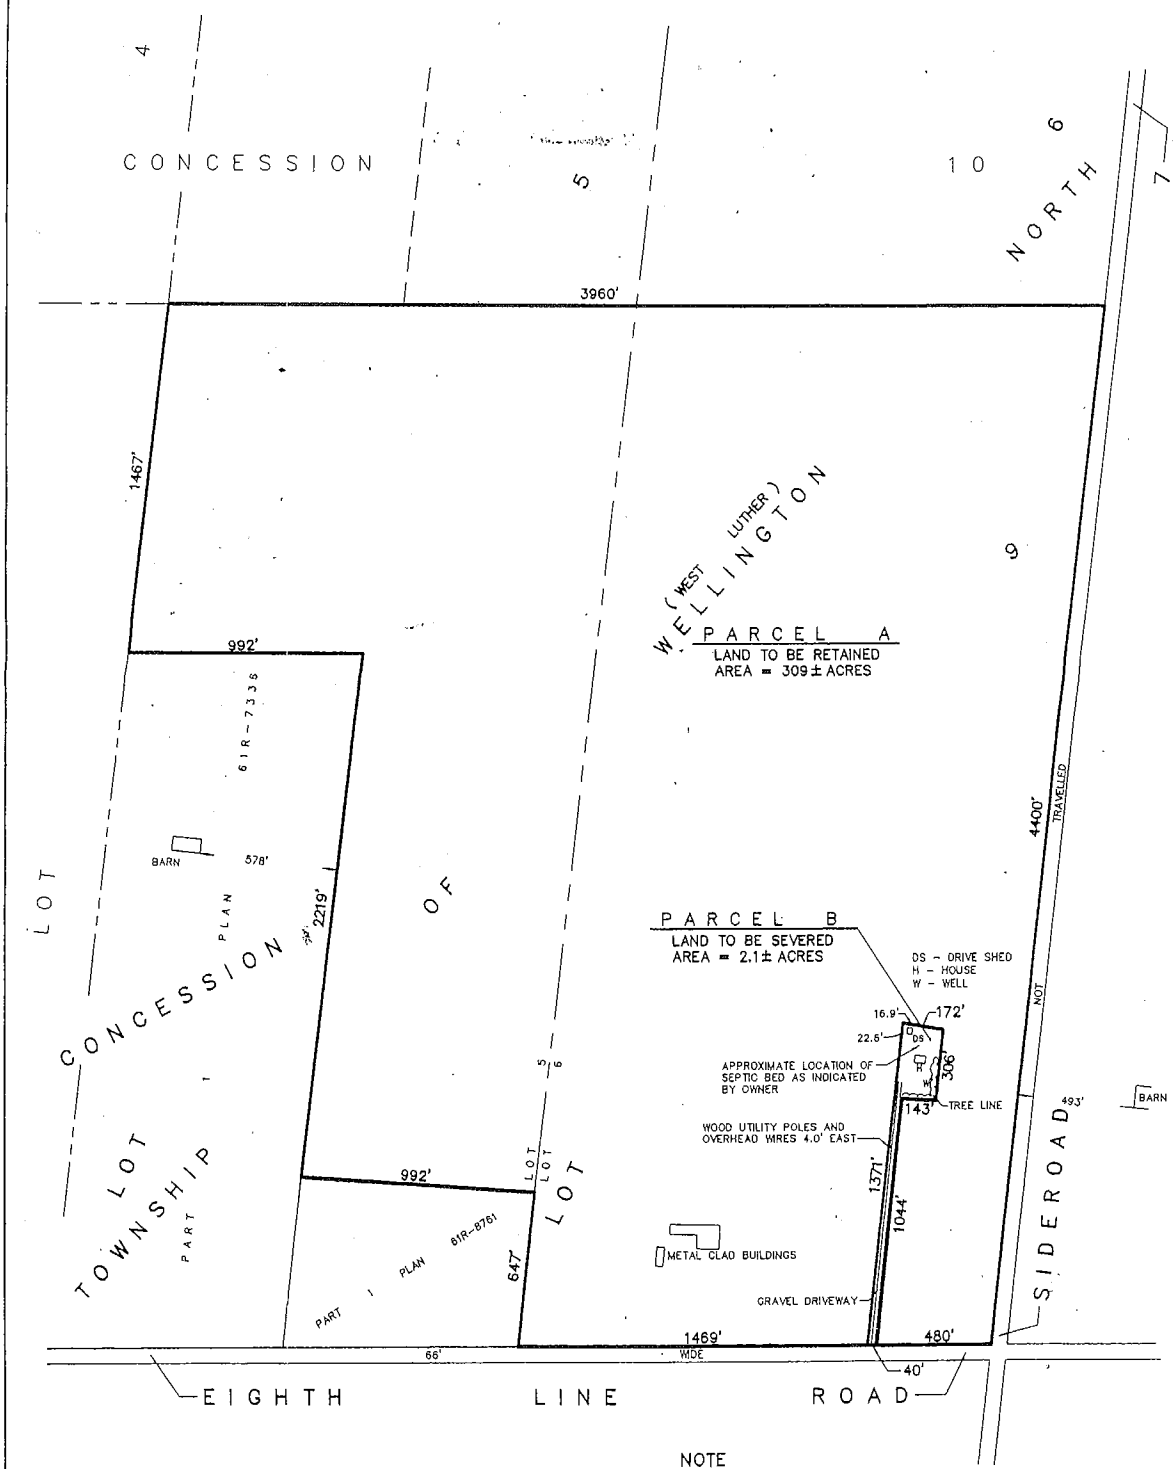 4
CONCESSION
5
10
6
NORTH
7
3960'
1467'
(WEST LUTHER)
WELLINGTON
9
PARCEL A
LAND TO BE RETAINED
AREA = 309± ACRES
992'
61R-7336
4400'
NOT TRAVELLED
BARN
578'
LOT
PLAN
2219'
OF
CONCESSION
PARCEL B
LAND TO BE SEVERED
AREA = 2.1± ACRES
DS - DRIVE SHED
H - HOUSE
W - WELL
16.9'
172'
22.6'
DS
H
W
306'
APPROXIMATE LOCATION OF
SEPTIC BED AS INDICATED
BY OWNER
143'
TREE LINE
493'
BARN
WOOD UTILITY POLES AND
OVERHEAD WIRES 4.0' EAST
5
6
LOT
LOT
LOT
1
LOT
TOWNSHIP
PART
992'
PART 1 PLAN 61R-8761
647'
1371'
1044'
METAL CLAD BUILDINGS
GRAVEL DRIVEWAY
SIDEROAD
1469'
480'
66' WIDE
40'
EIGHTH LINE ROAD
NOTE